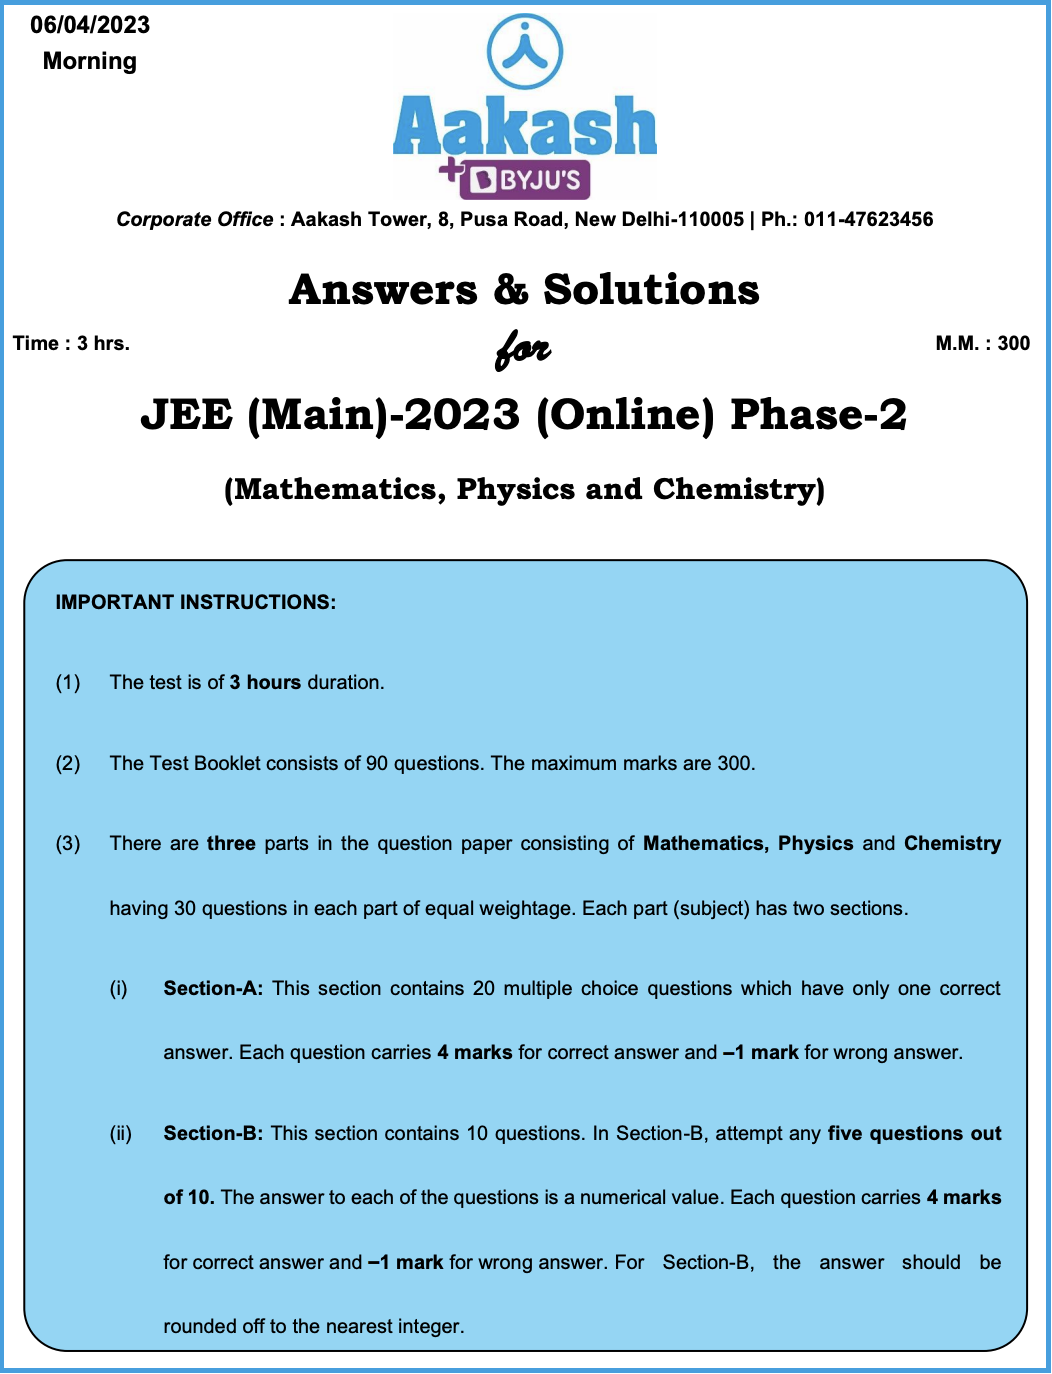 06/04/2023
Morning
Aakash
+ BYJU'S
Corporate Office : Aakash Tower, 8, Pusa Road, New Delhi-110005 | Ph.: 011-47623456
Answers & Solutions
Time : 3 hrs.
for
M.M. : 300
JEE (Main)-2023 (Online) Phase-2
(Mathematics, Physics and Chemistry)
IMPORTANT INSTRUCTIONS:
(1) The test is of 3 hours duration.
(2) The Test Booklet consists of 90 questions. The maximum marks are 300.
(3) There are three parts in the question paper consisting of Mathematics, Physics and Chemistry
having 30 questions in each part of equal weightage. Each part (subject) has two sections.
(i) Section-A: This section contains 20 multiple choice questions which have only one correct
answer. Each question carries 4 marks for correct answer and –1 mark for wrong answer.
(ii) Section-B: This section contains 10 questions. In Section-B, attempt any five questions out
of 10. The answer to each of the questions is a numerical value. Each question carries 4 marks
for correct answer and –1 mark for wrong answer. For Section-B, the answer should be
rounded off to the nearest integer.